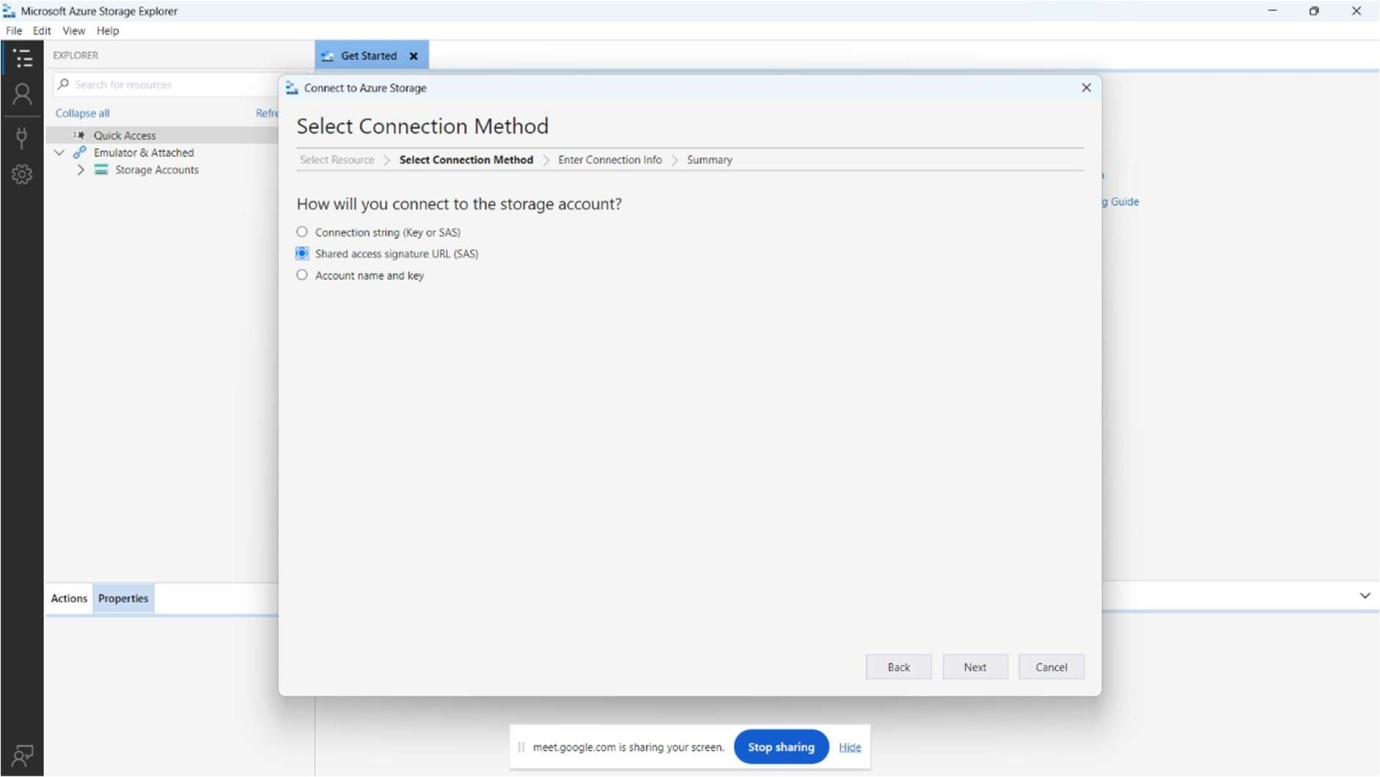 Microsoft Azure Storage Explorer
File Edit View Help
EXPLORER
Get Started
Search for resources
Collapse all
Refre
Quick Access
Emulator & Attached
Storage Accounts
Connect to Azure Storage
Select Connection Method
Select Resource > Select Connection Method > Enter Connection Info > Summary
How will you connect to the storage account?
Connection string (Key or SAS)
Shared access signature URL (SAS)
Account name and key
g Guide
Actions Properties
Back Next Cancel
meet.google.com is sharing your screen. Stop sharing Hide